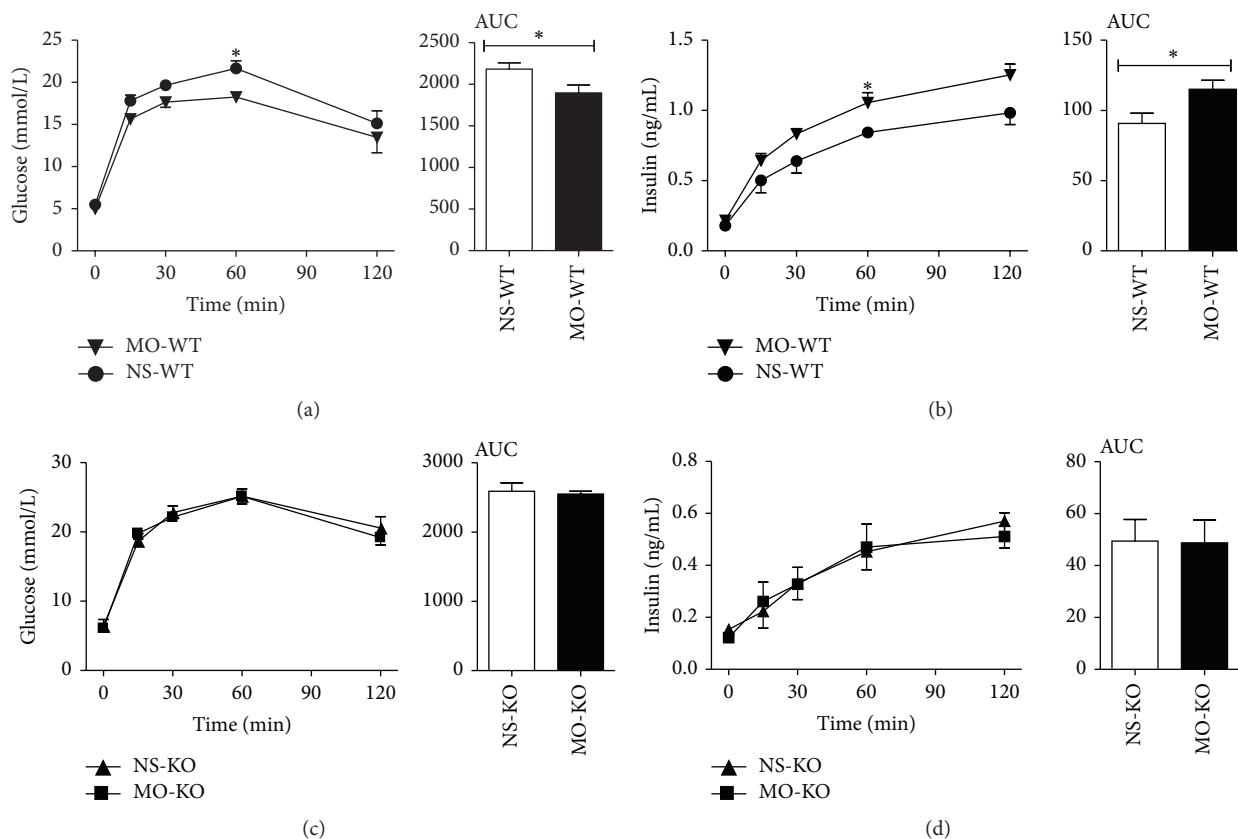 AUC
Glucose (mmol/L)
25
20
15
10
5
0
*
0 30 60 90 120
Time (min)
MO-WT
NS-WT
2500
2000
1500
1000
500
0
*
NS-WT
MO-WT
(a)
AUC
Insulin (ng/mL)
1.5
1.0
0.5
0.0
*
0 30 60 90 120
Time (min)
MO-WT
NS-WT
150
100
50
0
*
NS-WT
MO-WT
(b)
AUC
Glucose (mmol/L)
30
20
10
0
0 30 60 90 120
Time (min)
NS-KO
MO-KO
3000
2000
1000
0
NS-KO
MO-KO
(c)
AUC
Insulin (ng/mL)
0.8
0.6
0.4
0.2
0.0
0 30 60 90 120
Time (min)
NS-KO
MO-KO
80
60
40
20
0
NS-KO
MO-KO
(d)